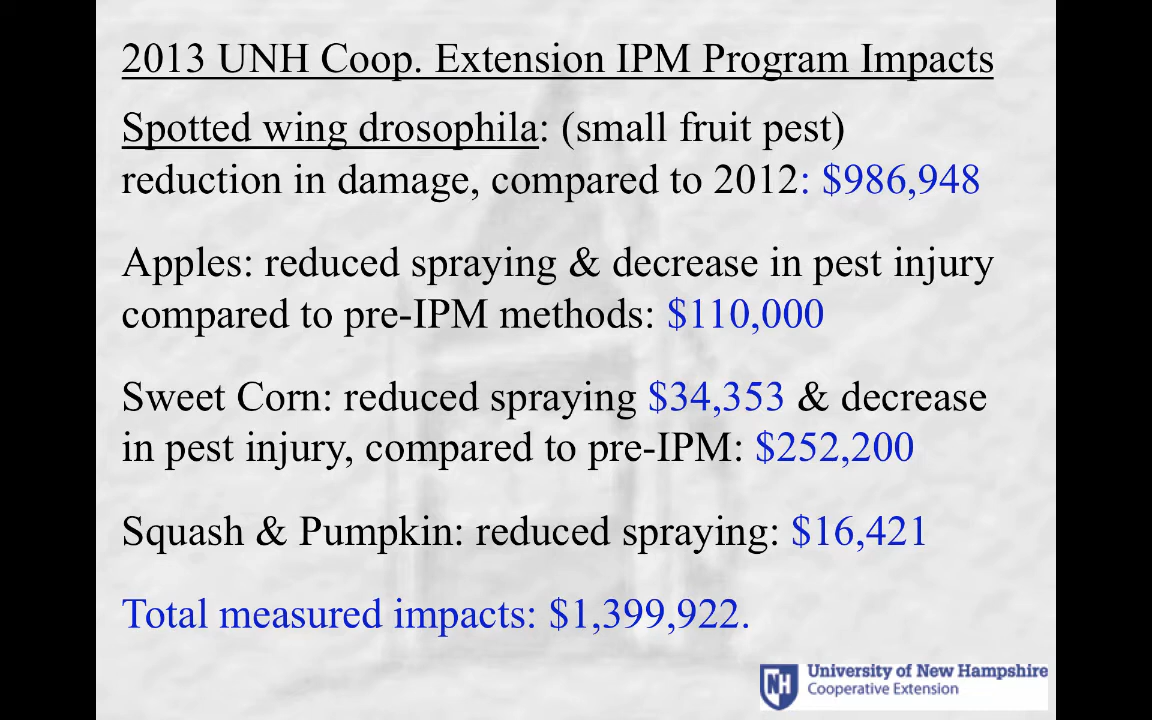 2013 UNH Coop. Extension IPM Program Impacts
Spotted wing drosophila: (small fruit pest)
reduction in damage, compared to 2012: $986,948
Apples: reduced spraying & decrease in pest injury
compared to pre-IPM methods: $110,000
Sweet Corn: reduced spraying $34,353 & decrease
in pest injury, compared to pre-IPM: $252,200
Squash & Pumpkin: reduced spraying: $16,421
Total measured impacts: $1,399,922.
NH
University of New Hampshire
Cooperative Extension